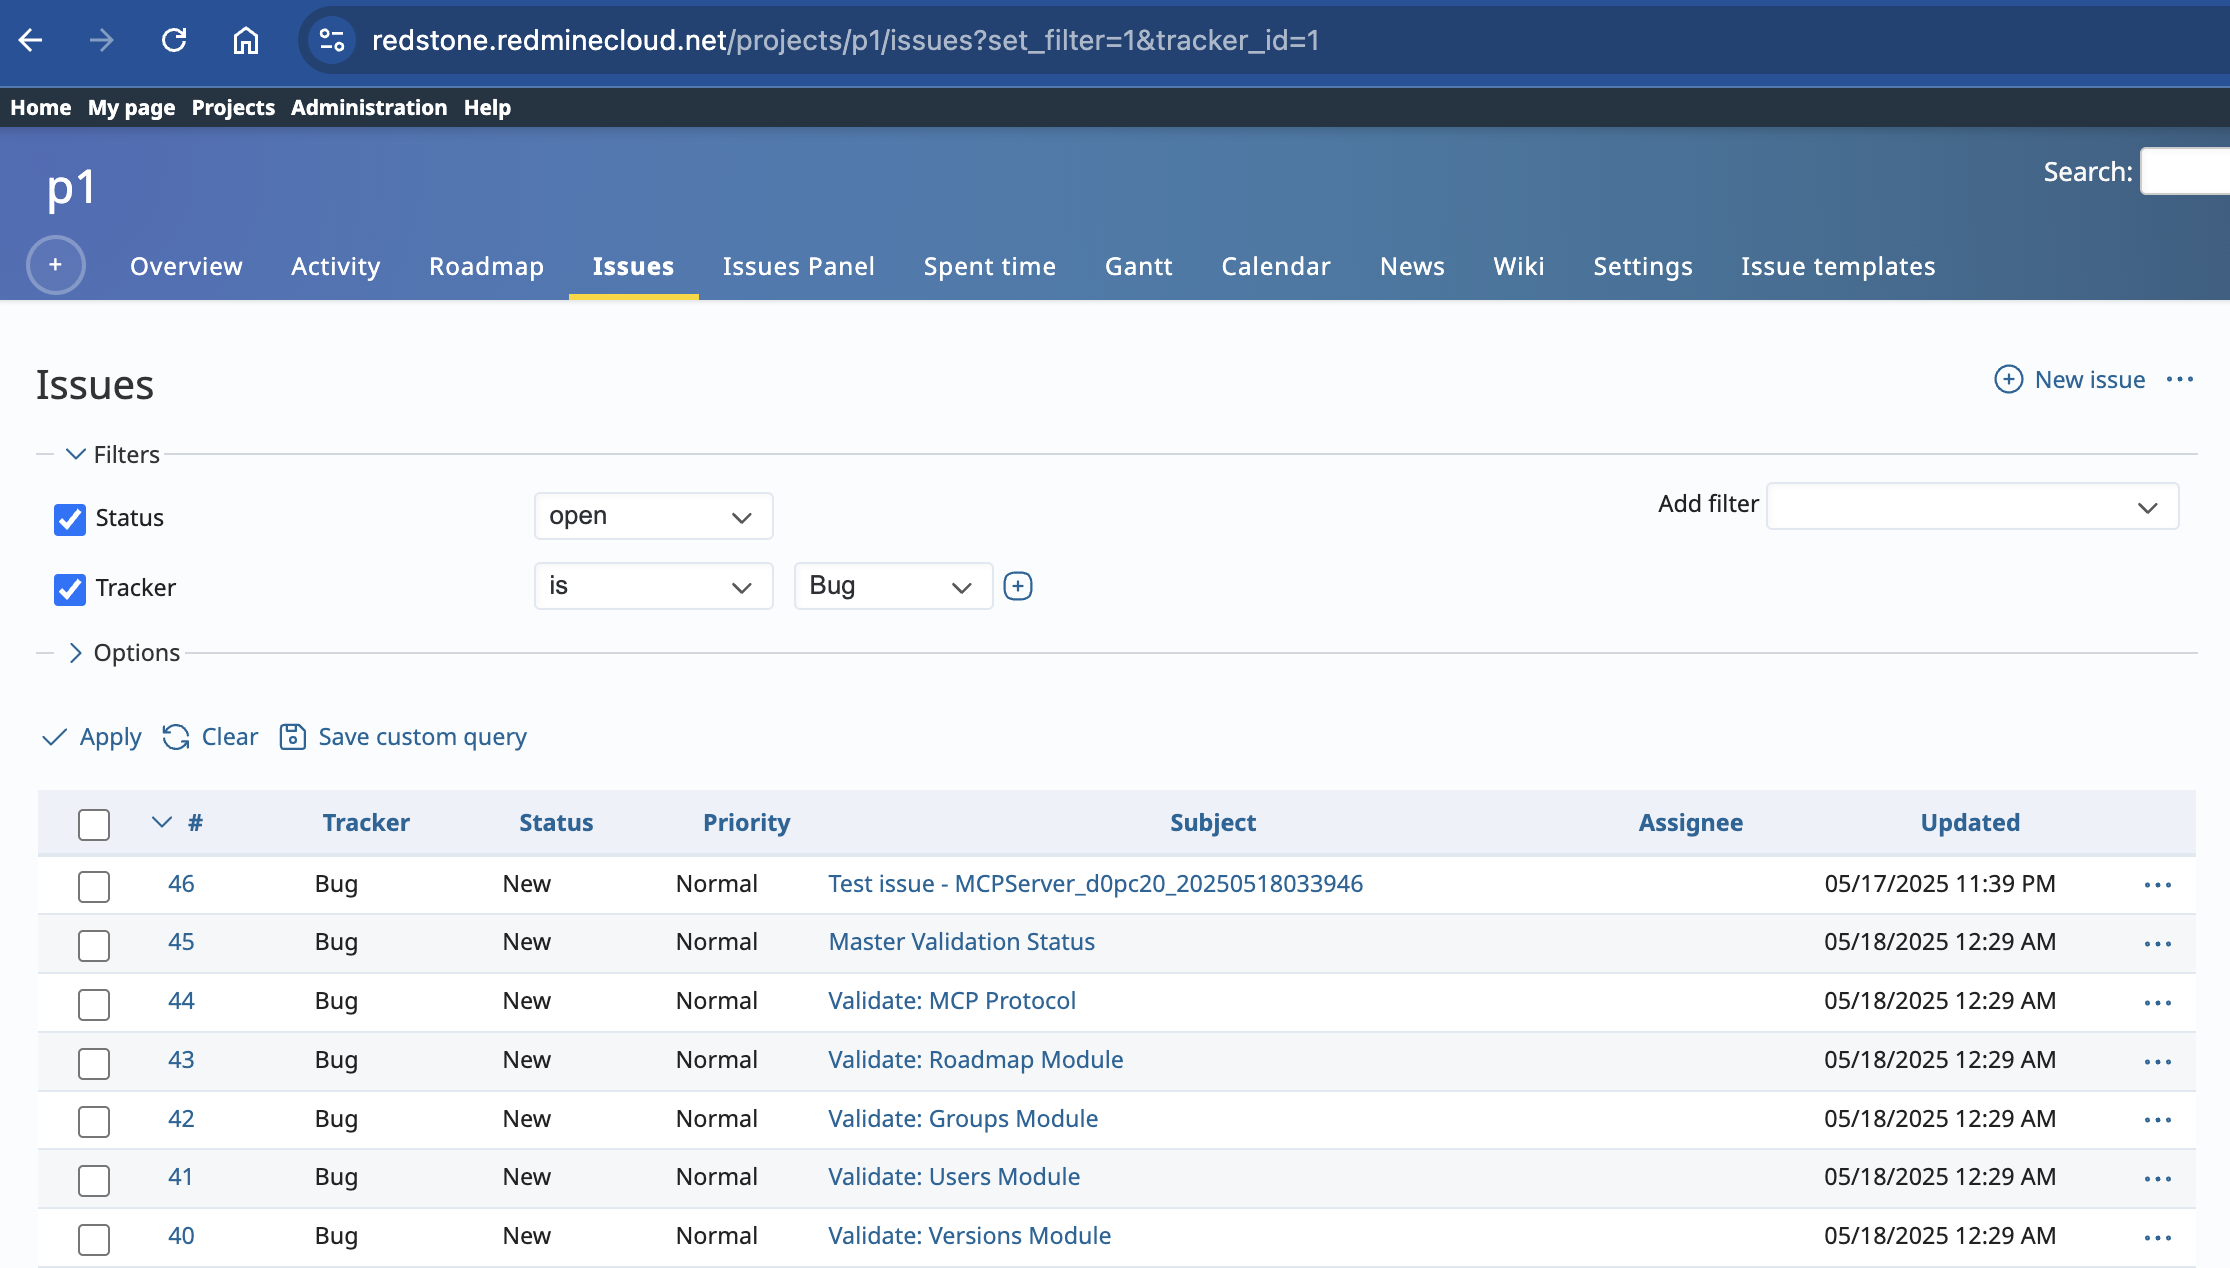 redstone.redminecloud.net/projects/p1/issues?set_filter=1&tracker_id=1
Home My page Projects Administration Help
p1
Search:
+ Overview Activity Roadmap Issues Issues Panel Spent time Gantt Calendar News Wiki Settings Issue templates
Issues
New issue ...
Filters
Status open Add filter
Tracker is Bug
Options
Apply Clear Save custom query
# Tracker Status Priority Subject Assignee Updated
46 Bug New Normal Test issue - MCPServer_d0pc20_20250518033946 05/17/2025 11:39 PM ...
45 Bug New Normal Master Validation Status 05/18/2025 12:29 AM ...
44 Bug New Normal Validate: MCP Protocol 05/18/2025 12:29 AM ...
43 Bug New Normal Validate: Roadmap Module 05/18/2025 12:29 AM ...
42 Bug New Normal Validate: Groups Module 05/18/2025 12:29 AM ...
41 Bug New Normal Validate: Users Module 05/18/2025 12:29 AM ...
40 Bug New Normal Validate: Versions Module 05/18/2025 12:29 AM ...